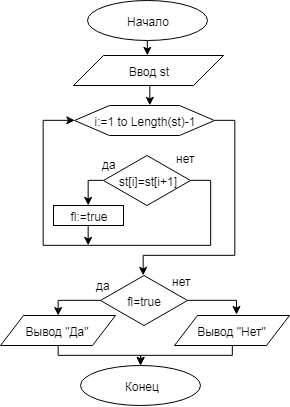 Начало
Ввод st
i:=1 to Length(st)-1
да
нет
st[i]=st[i+1]
fl:=true
да
нет
fl=true
Вывод "Да"
Вывод "Нет"
Конец